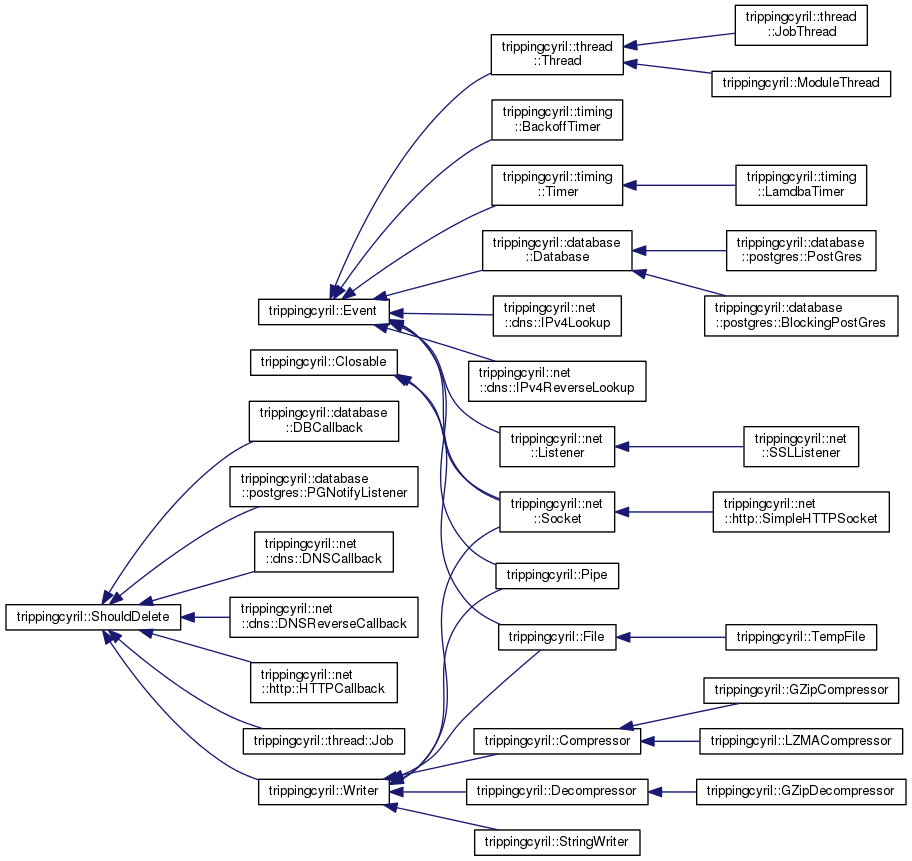 trippingcyril::thread
::JobThread
trippingcyril::thread
::Thread
trippingcyril::ModuleThread
trippingcyril::timing
::BackoffTimer
trippingcyril::timing
::Timer
trippingcyril::timing
::LamdbaTimer
trippingcyril::database
::Database
trippingcyril::database
::postgres::PostGres
trippingcyril::Event
trippingcyril::net
::dns::IPv4Lookup
trippingcyril::database
::postgres::BlockingPostGres
trippingcyril::Closable
trippingcyril::net
::dns::IPv4ReverseLookup
trippingcyril::database
::DBCallback
trippingcyril::net
::Listener
trippingcyril::net
::SSLListener
trippingcyril::database
::postgres::PGNotifyListener
trippingcyril::net
::Socket
trippingcyril::net
::http::SimpleHTTPSocket
trippingcyril::net
::dns::DNSCallback
trippingcyril::Pipe
trippingcyril::ShouldDelete
trippingcyril::net
::dns::DNSReverseCallback
trippingcyril::File
trippingcyril::TempFile
trippingcyril::net
::http::HTTPCallback
trippingcyril::GZipCompressor
trippingcyril::thread::Job
trippingcyril::Compressor
trippingcyril::LZMACompressor
trippingcyril::Writer
trippingcyril::Decompressor
trippingcyril::GZipDecompressor
trippingcyril::StringWriter